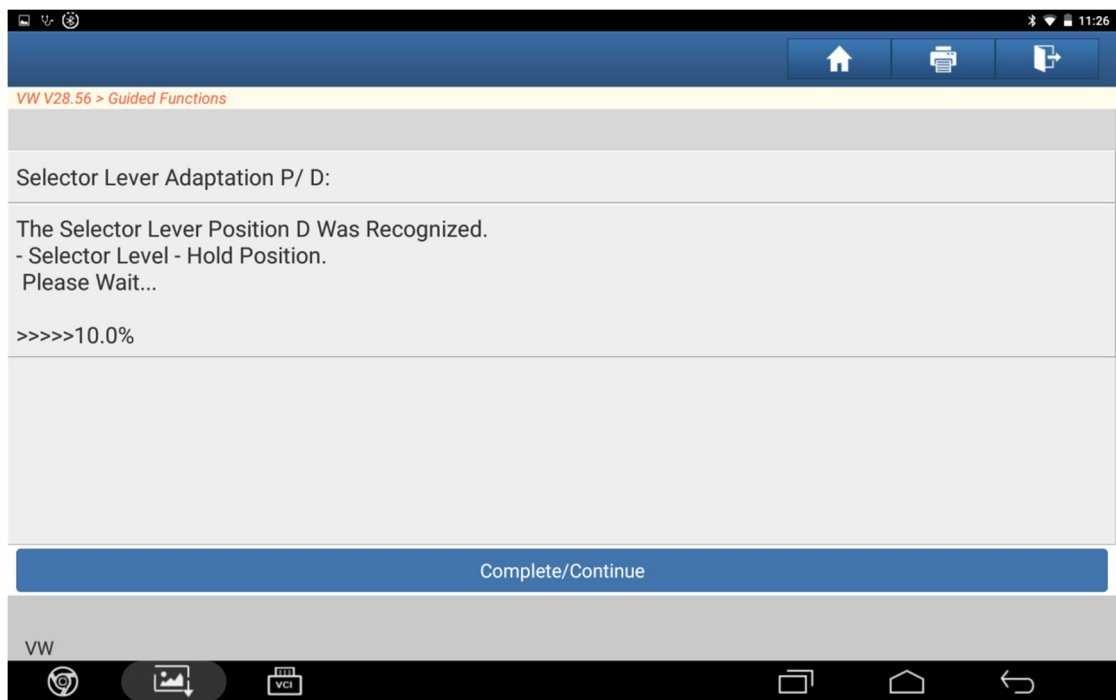 11:26
VW V28.56 > Guided Functions
Selector Lever Adaptation P/ D:
The Selector Lever Position D Was Recognized.
- Selector Level - Hold Position.
Please Wait...
>>>>>10.0%
Complete/Continue
VW
VCI